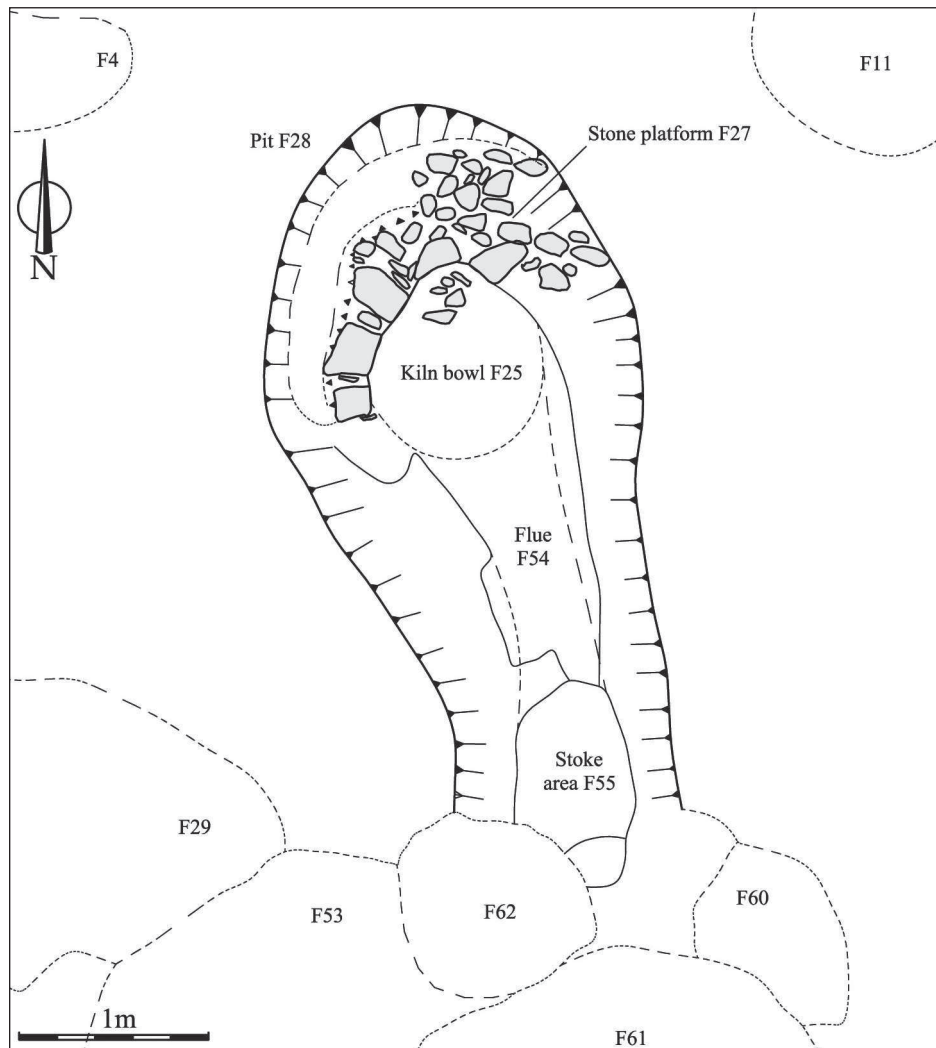 F4
F11
Pit F28
Stone platform F27
N
Kiln bowl F25
Flue
F54
Stoke
area F55
F29
F53
F62
F60
1m
F61